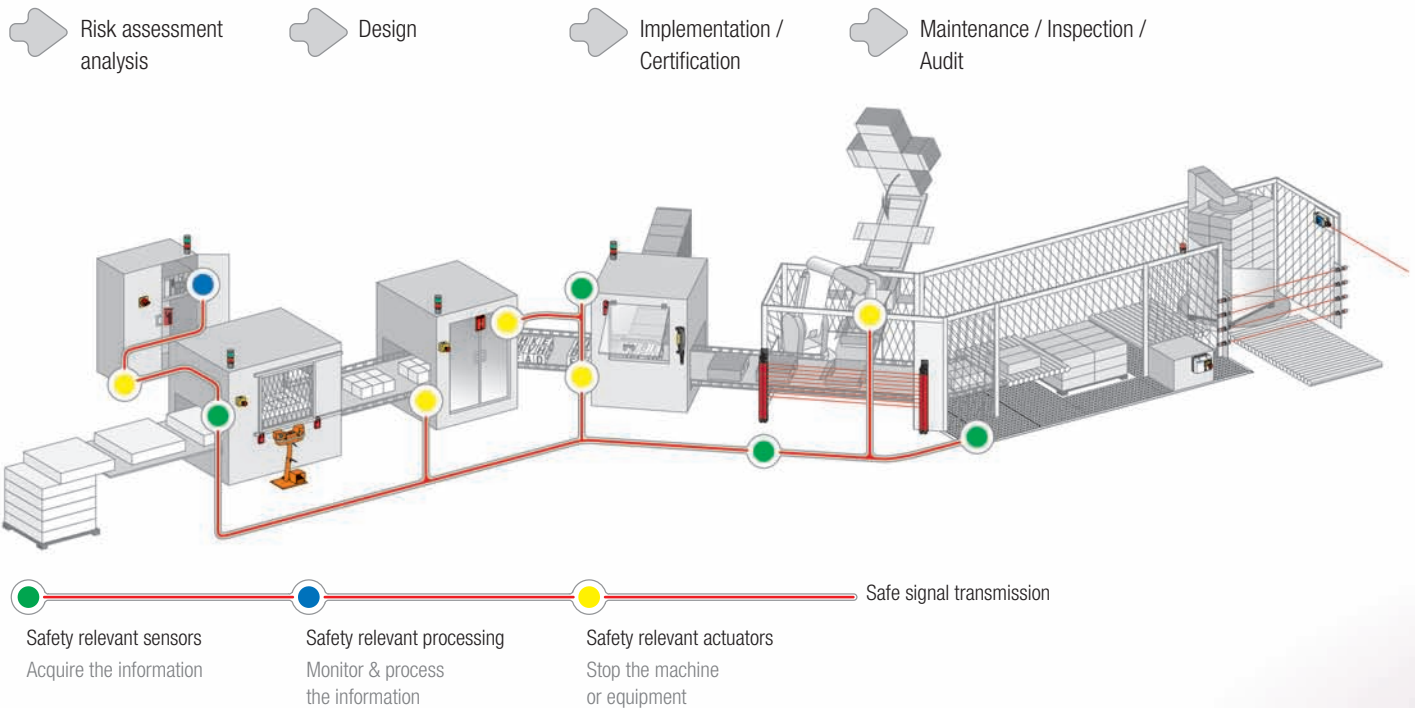 Risk assessment
analysis
Design
Implementation /
Certification
Maintenance / Inspection /
Audit
Safe signal transmission
Safety relevant sensors
Acquire the information
Safety relevant processing
Monitor & process
the information
Safety relevant actuators
Stop the machine
or equipment